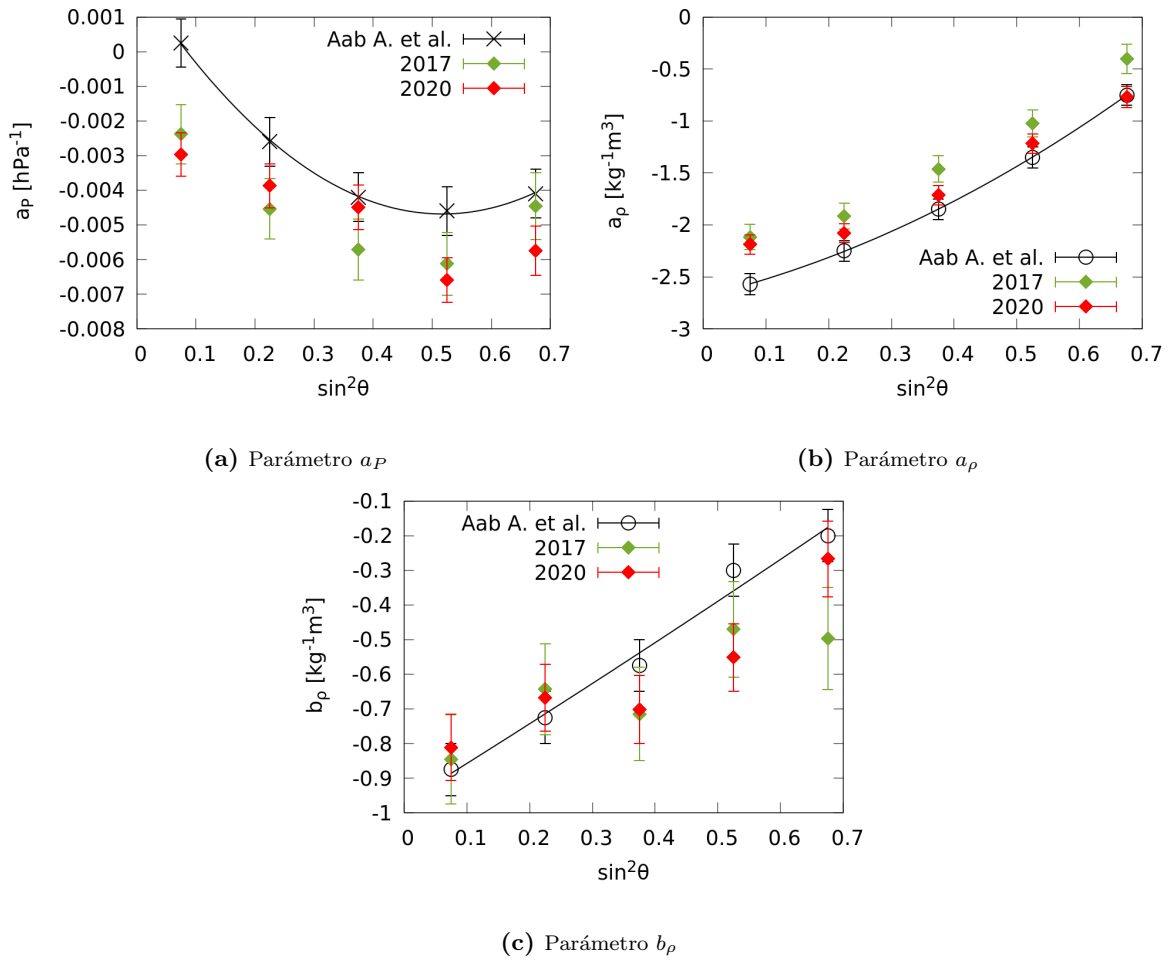 0.001
0
-0.001
-0.002
-0.003
-0.004
-0.005
-0.006
-0.007
-0.008
a_P [hPa⁻¹]
Aab A. et al.
2017
2020
0 0.1 0.2 0.3 0.4 0.5 0.6 0.7
sin²θ
(a) Parámetro a_P
0
-0.5
-1
-1.5
-2
-2.5
-3
a_ρ [kg⁻¹m³]
Aab A. et al.
2017
2020
0 0.1 0.2 0.3 0.4 0.5 0.6 0.7
sin²θ
(b) Parámetro a_ρ
-0.1
-0.2
-0.3
-0.4
-0.5
-0.6
-0.7
-0.8
-0.9
-1
b_ρ [kg⁻¹m³]
Aab A. et al.
2017
2020
0 0.1 0.2 0.3 0.4 0.5 0.6 0.7
sin²θ
(c) Parámetro b_ρ